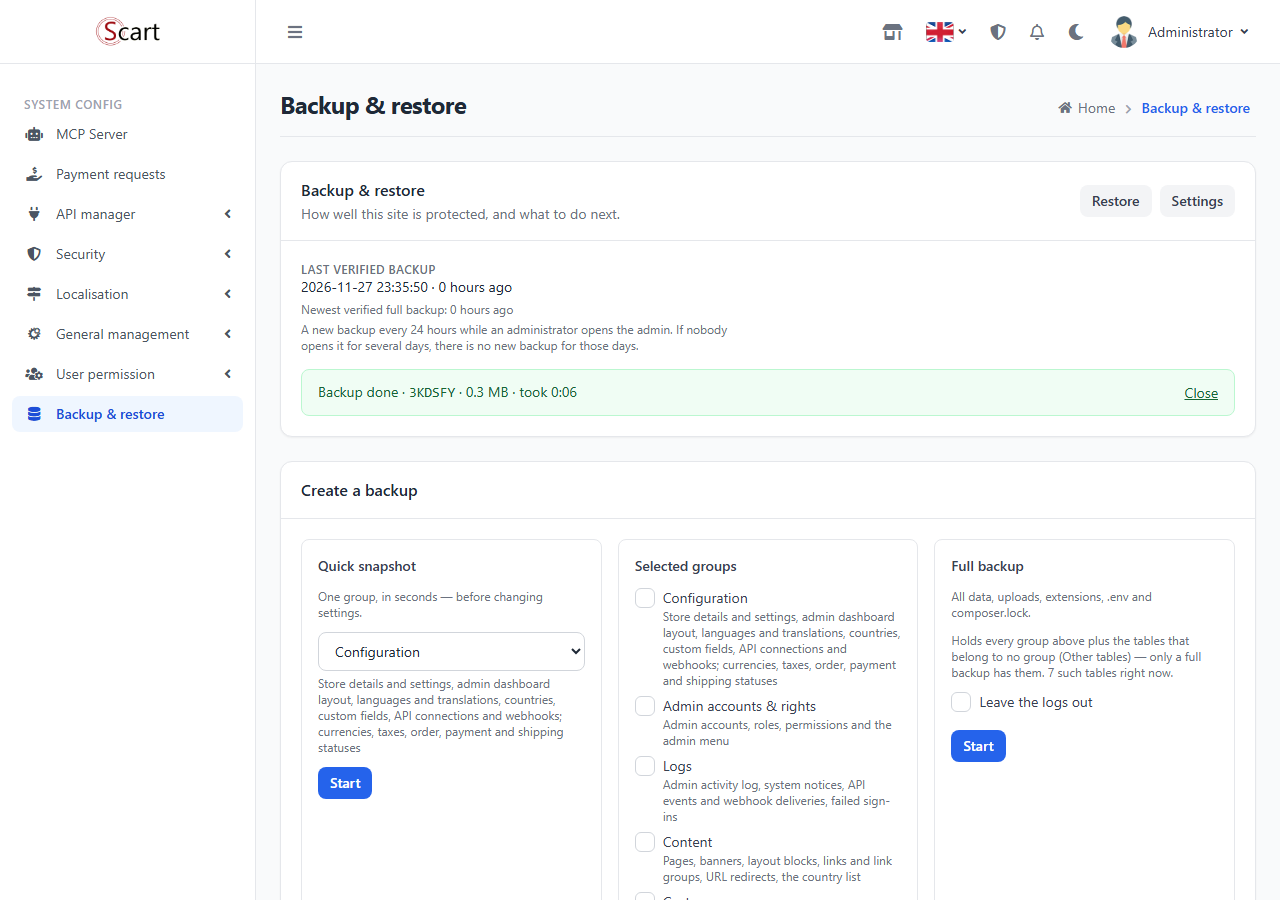 Scart
Administrator
SYSTEM CONFIG
MCP Server
Payment requests
API manager
Security
Localisation
General management
User permission
Backup & restore
Backup & restore
Home
Backup & restore
Backup & restore
How well this site is protected, and what to do next.
Restore
Settings
LAST VERIFIED BACKUP
2026-11-27 23:35:50 · 0 hours ago
Newest verified full backup: 0 hours ago
A new backup every 24 hours while an administrator opens the admin. If nobody
opens it for several days, there is no new backup for those days.
Backup done · 3KDSFY · 0.3 MB · took 0:06
Close
Create a backup
Quick snapshot
One group, in seconds — before changing
settings.
Configuration
Store details and settings, admin dashboard
layout, languages and translations, countries,
custom fields, API connections and webhooks;
currencies, taxes, order, payment and shipping
statuses
Start
Selected groups
Configuration
Store details and settings, admin dashboard
layout, languages and translations, countries,
custom fields, API connections and
webhooks; currencies, taxes, order, payment
and shipping statuses
Admin accounts & rights
Admin accounts, roles, permissions and the
admin menu
Logs
Admin activity log, system notices, API
events and webhook deliveries, failed sign-
ins
Content
Pages, banners, layout blocks, links and link
groups, URL redirects, the country list
Full backup
All data, uploads, extensions, .env and
composer.lock.
Holds every group above plus the tables that
belong to no group (Other tables) — only a full
backup has them. 7 such tables right now.
Leave the logs out
Start